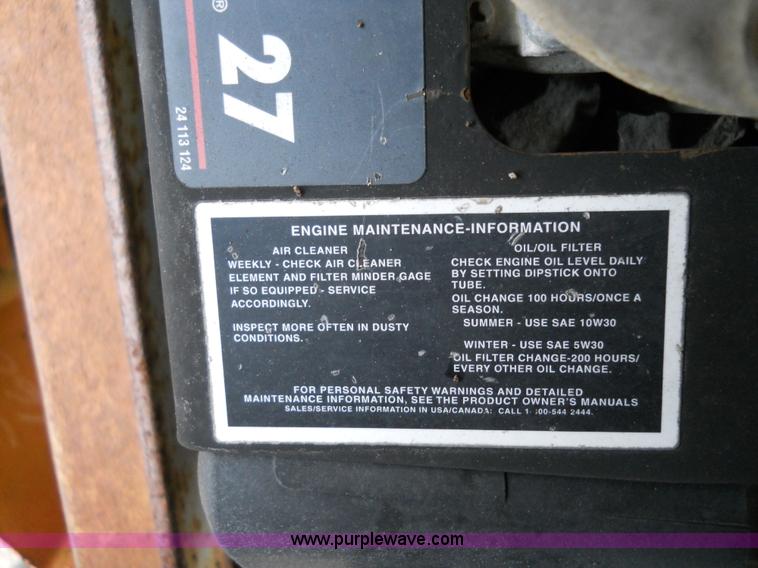 ®
27
24 113 124
ENGINE MAINTENANCE-INFORMATION
AIR CLEANER
WEEKLY - CHECK AIR CLEANER
ELEMENT AND FILTER MINDER GAGE
IF SO EQUIPPED - SERVICE
ACCORDINGLY.
INSPECT MORE OFTEN IN DUSTY
CONDITIONS.
OIL/OIL FILTER
CHECK ENGINE OIL LEVEL DAILY
BY SETTING DIPSTICK ONTO
TUBE.
OIL CHANGE 100 HOURS/ONCE A
SEASON.
SUMMER - USE SAE 10W30
WINTER - USE SAE 5W30
OIL FILTER CHANGE-200 HOURS/
EVERY OTHER OIL CHANGE.
FOR PERSONAL SAFETY WARNINGS AND DETAILED
MAINTENANCE INFORMATION, SEE THE PRODUCT OWNER'S MANUALS
SALES/SERVICE INFORMATION IN USA/CANADA: CALL 544 2444.
www.purplewave.com